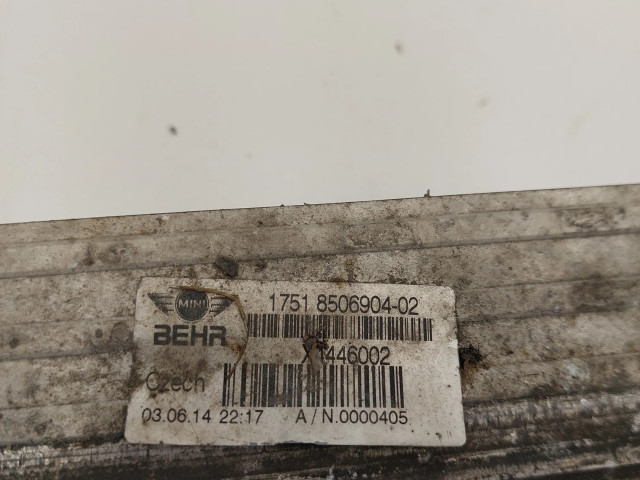 MINI
1751 8506904-02
BEHR
X1446002
Czech
03.06.14 22:17 A/N.0000405